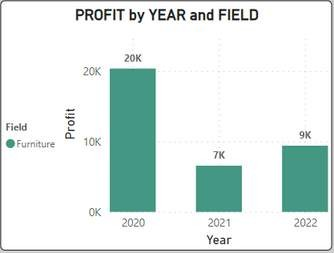 PROFIT by YEAR and FIELD
Field
Furniture
Profit
20K
10K
0K
20K
7K
9K
2020
2021
2022
Year